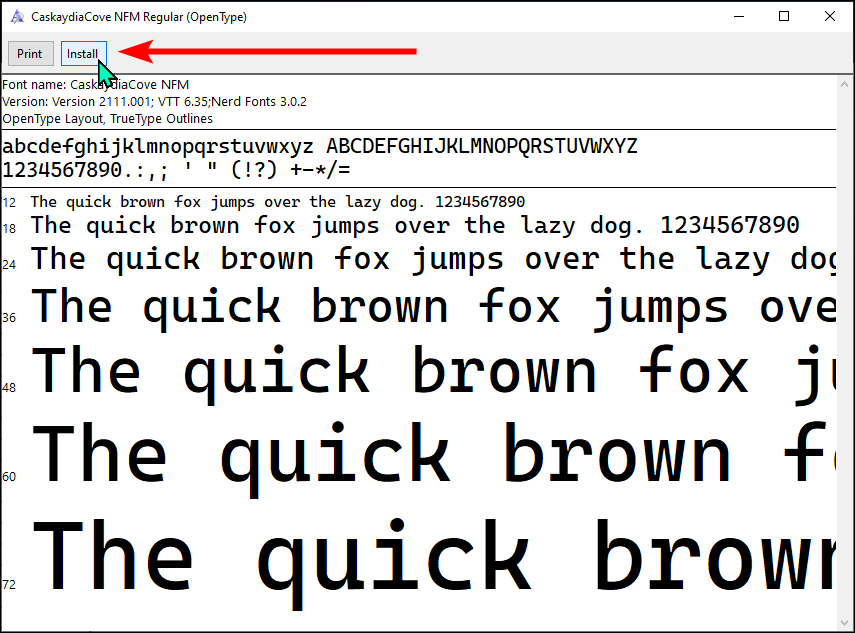 CaskaydiaCove NFM Regular (OpenType)
Print Install
Font name: CaskaydiaCove NFM
Version: Version 2111.001; VTT 6.35;Nerd Fonts 3.0.2
OpenType Layout, TrueType Outlines
abcdefghijklmnopqrstuvwxyz ABCDEFGHIJKLMNOPQRSTUVWXYZ
1234567890.:,; ' " (!?) +-*/=
12 The quick brown fox jumps over the lazy dog. 1234567890
18 The quick brown fox jumps over the lazy dog. 1234567890
24 The quick brown fox jumps over the lazy dog
36 The quick brown fox jumps ove
48 The quick brown fox ju
60 The quick brown fo
72 The quick brown